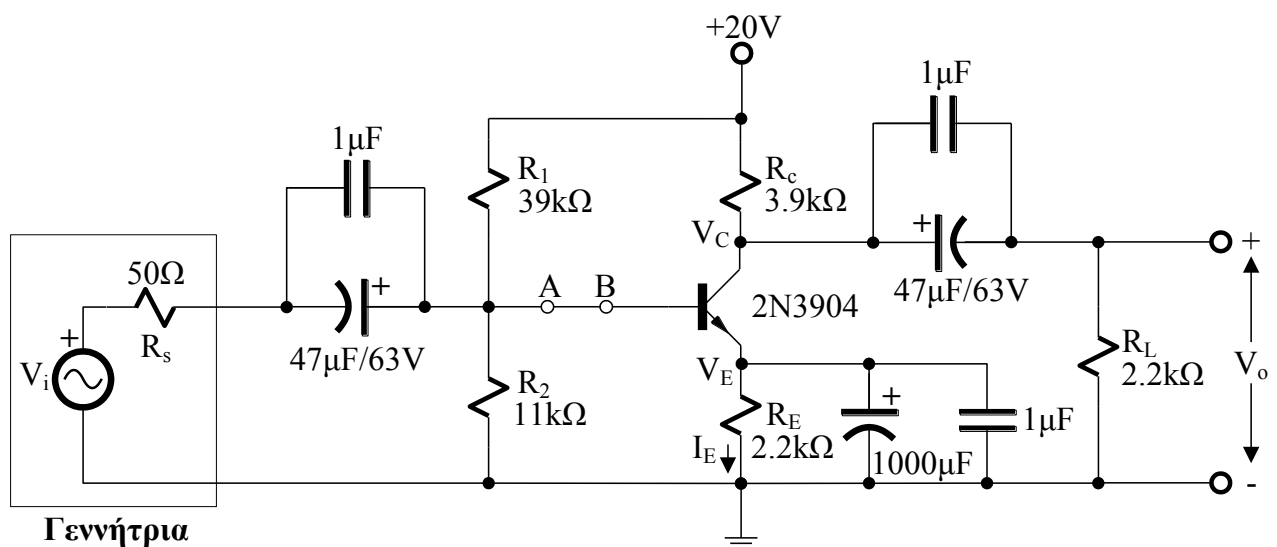 +20V
1μF
1μF
R1
39kΩ
Rc
3.9kΩ
VC
+
+
50Ω
+
A
B
2N3904
47μF/63V
+
Vi
Rs
47μF/63V
VE
RL
2.2kΩ
Vo
R2
11kΩ
+
RE
2.2kΩ
1μF
IE
1000μF
-
Γεννήτρια